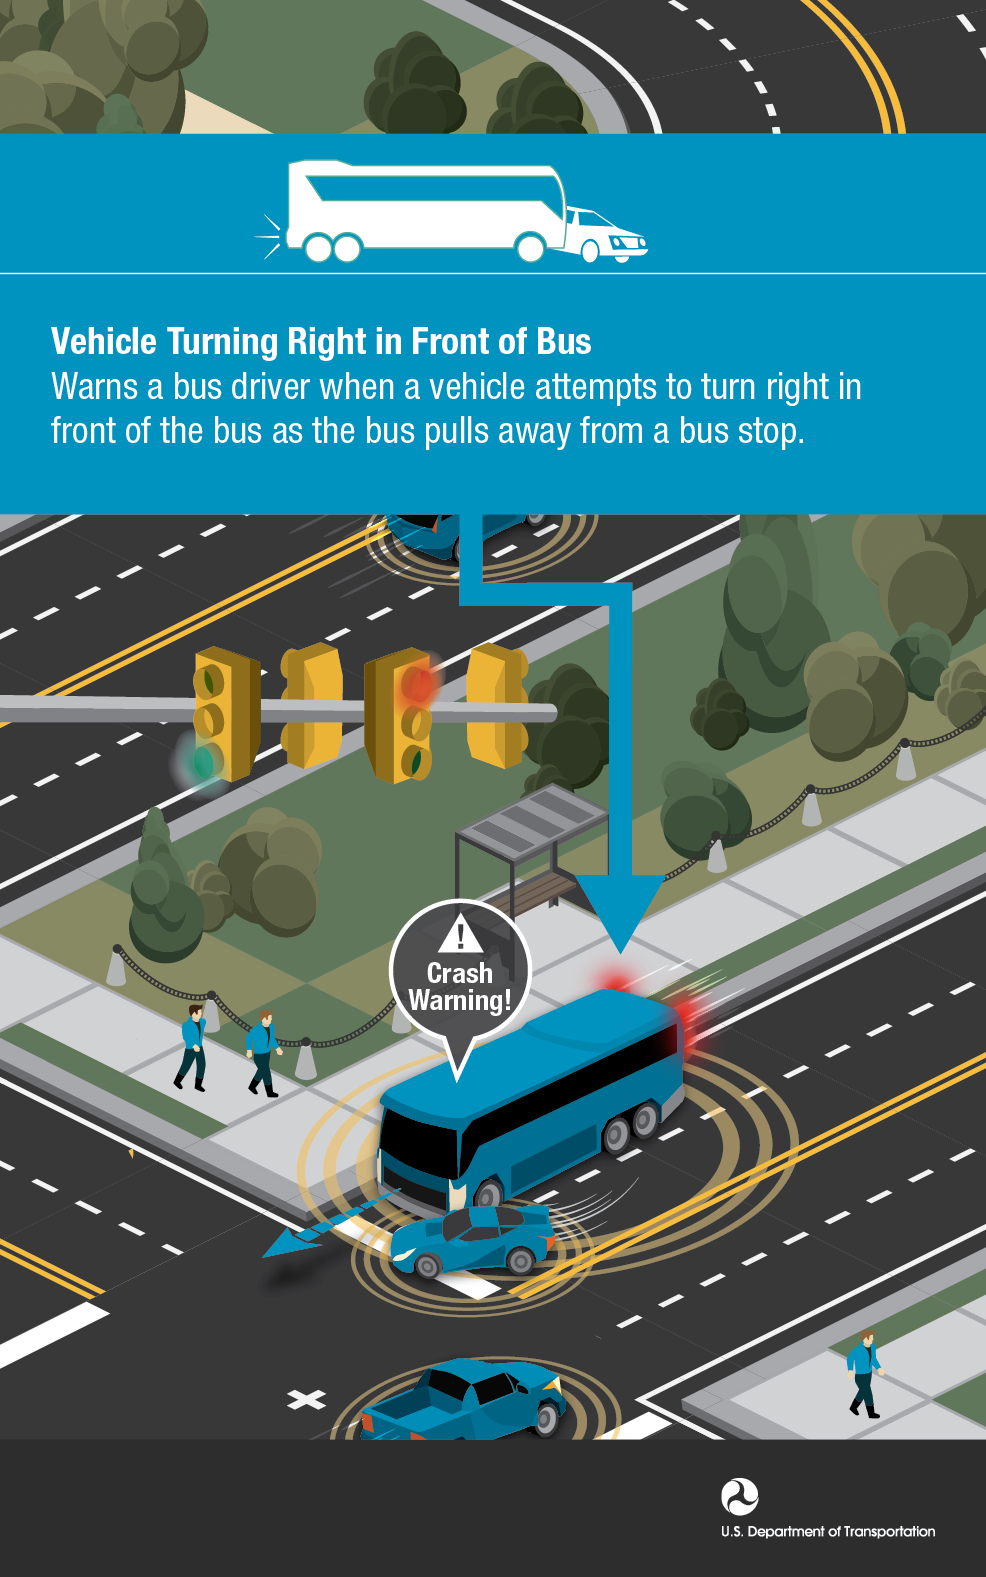 Vehicle Turning Right in Front of Bus
Warns a bus driver when a vehicle attempts to turn right in
front of the bus as the bus pulls away from a bus stop.
!
Crash
Warning!
U.S. Department of Transportation